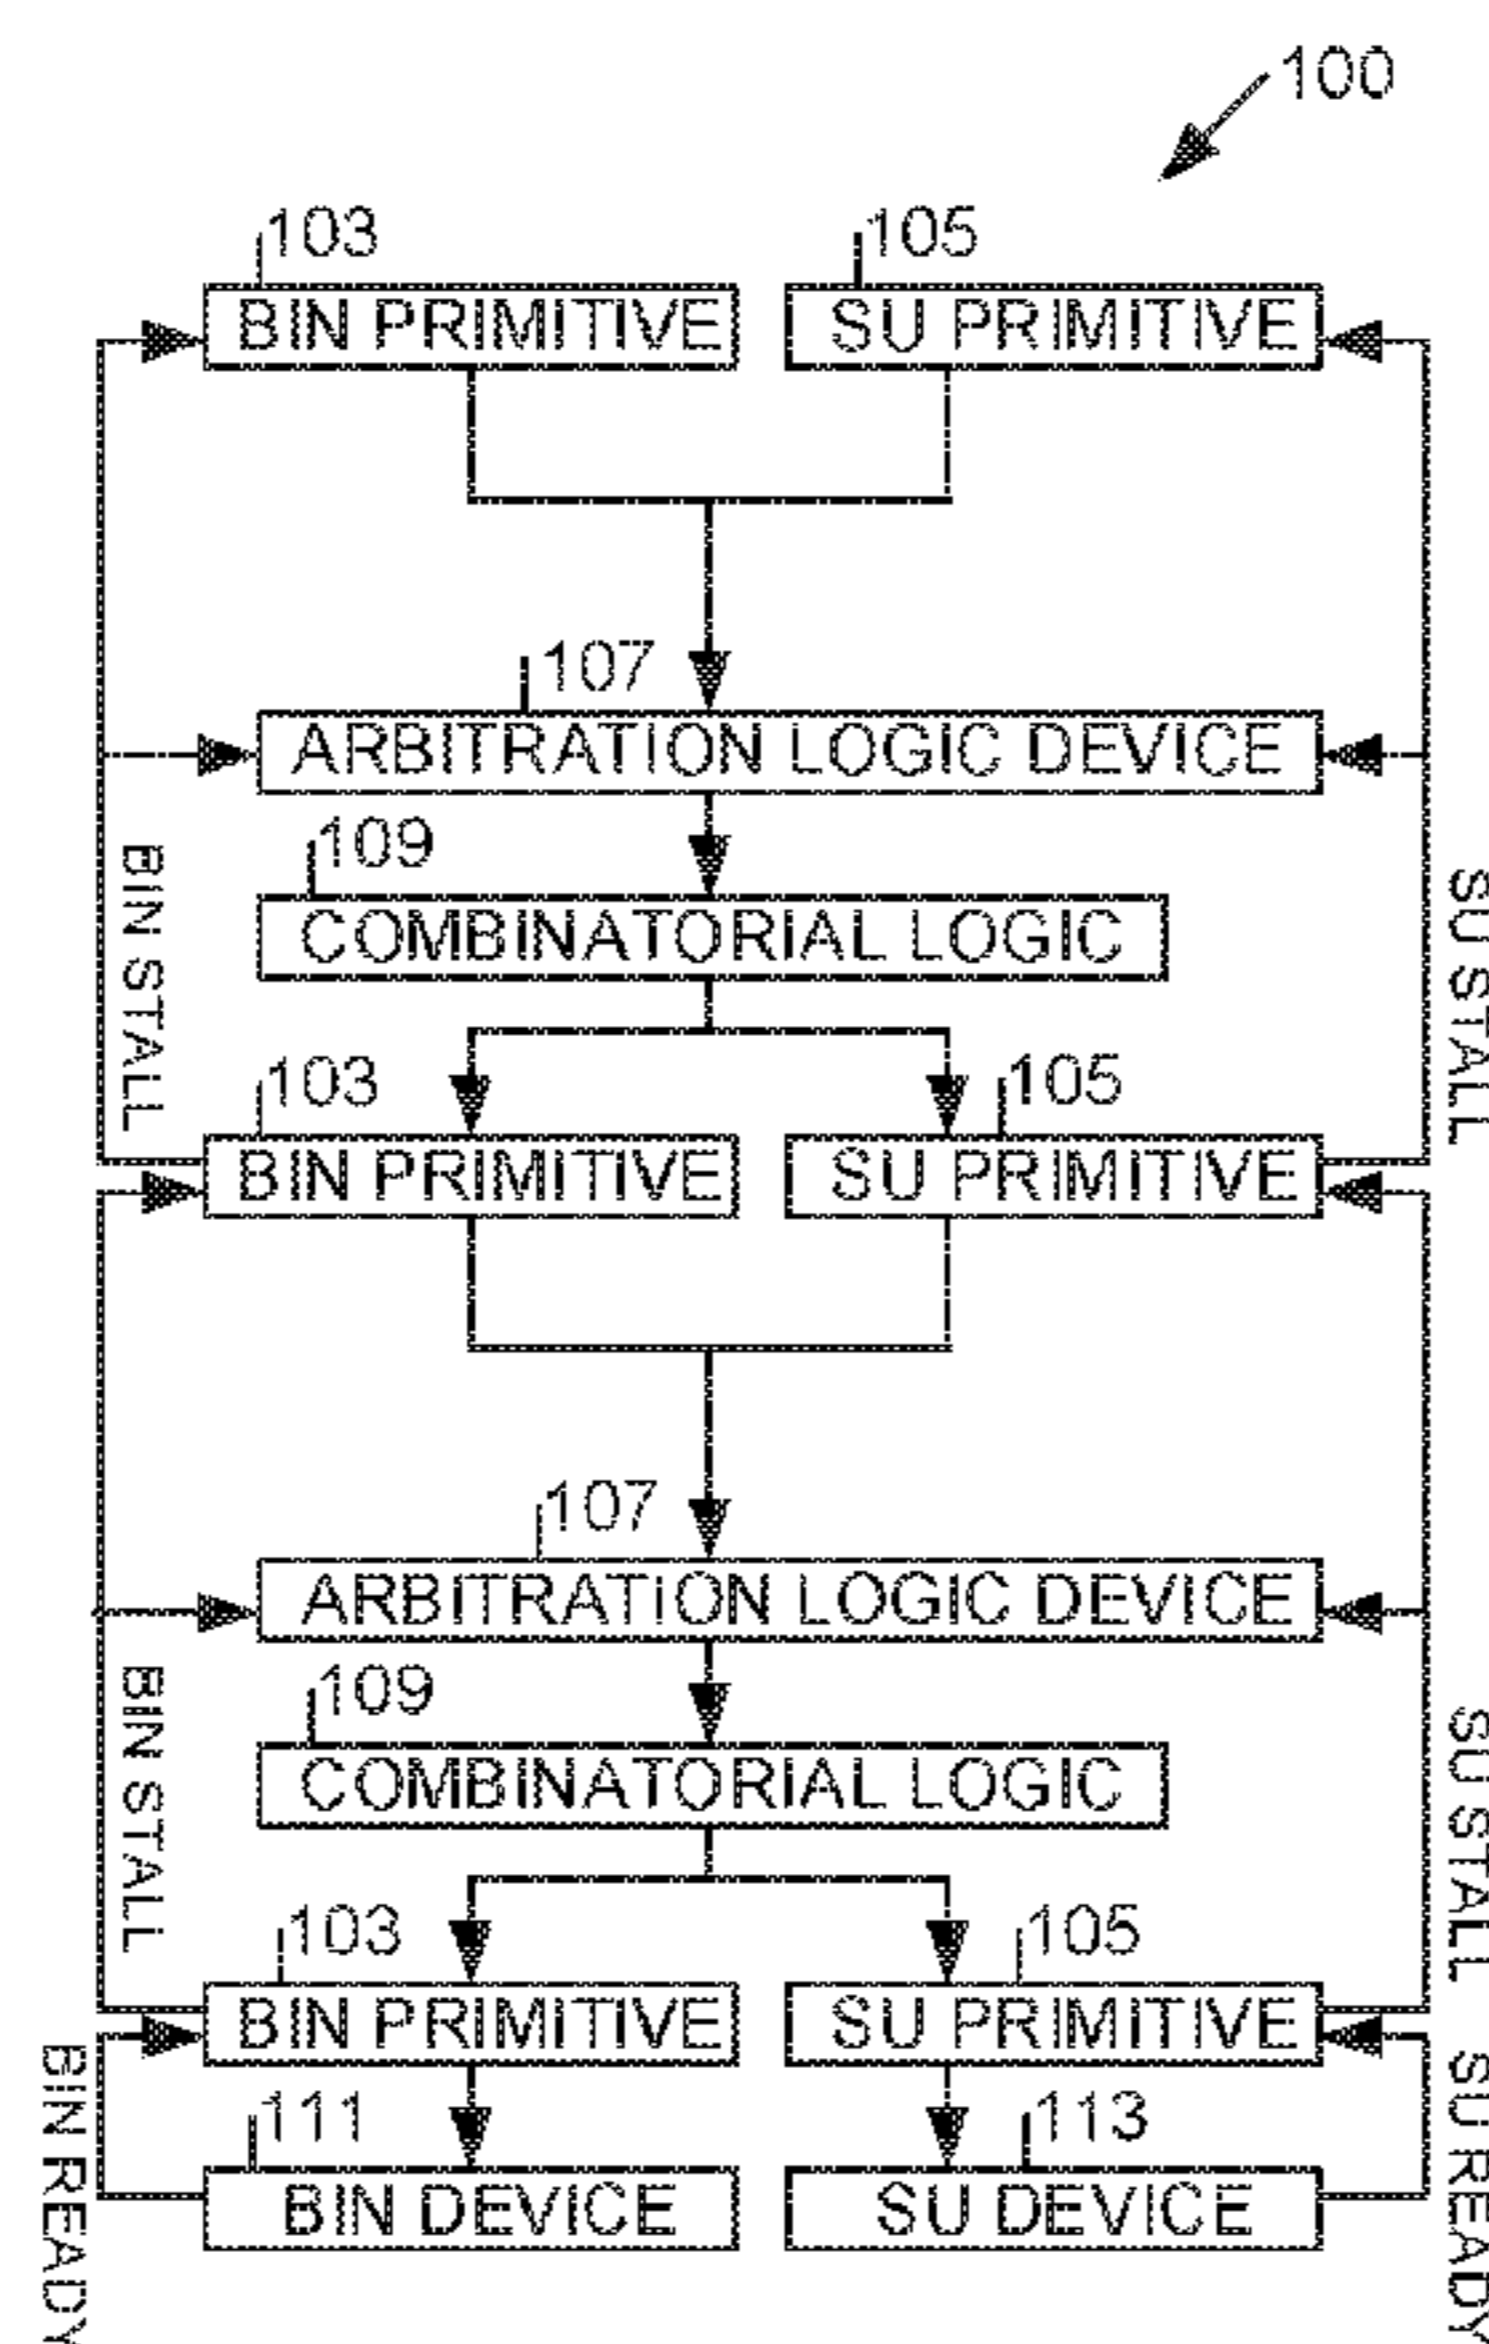 100
103
105
BIN PRIMITIVE
SU PRIMITIVE
107
ARBITRATION LOGIC DEVICE
109
COMBINATORIAL LOGIC
BIN STALL
SU STALL
103
105
BIN PRIMITIVE
SU PRIMITIVE
107
ARBITRATION LOGIC DEVICE
109
COMBINATORIAL LOGIC
BIN STALL
SU STALL
103
105
BIN PRIMITIVE
SU PRIMITIVE
111
113
BIN DEVICE
SU DEVICE
BIN READY
SU READY